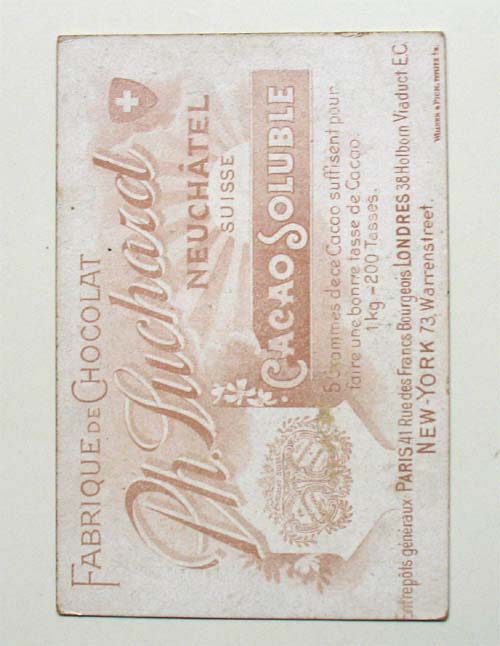 FABRIQUE DE CHOCOLAT
Ph. Suchard
NEUCHÂTEL
SUISSE
CACAO SOLUBLE
5 Grammes de ce Cacao suffisent pour
faire une bonne tasse de Cacao.
1 kg – 200 Tasses.
Entrepôts généraux: PARIS 41 Rue des Francs Bourgeois LONDRES 38 Holborn Viaduct E.C.
NEW-YORK 73, Warrenstreet.